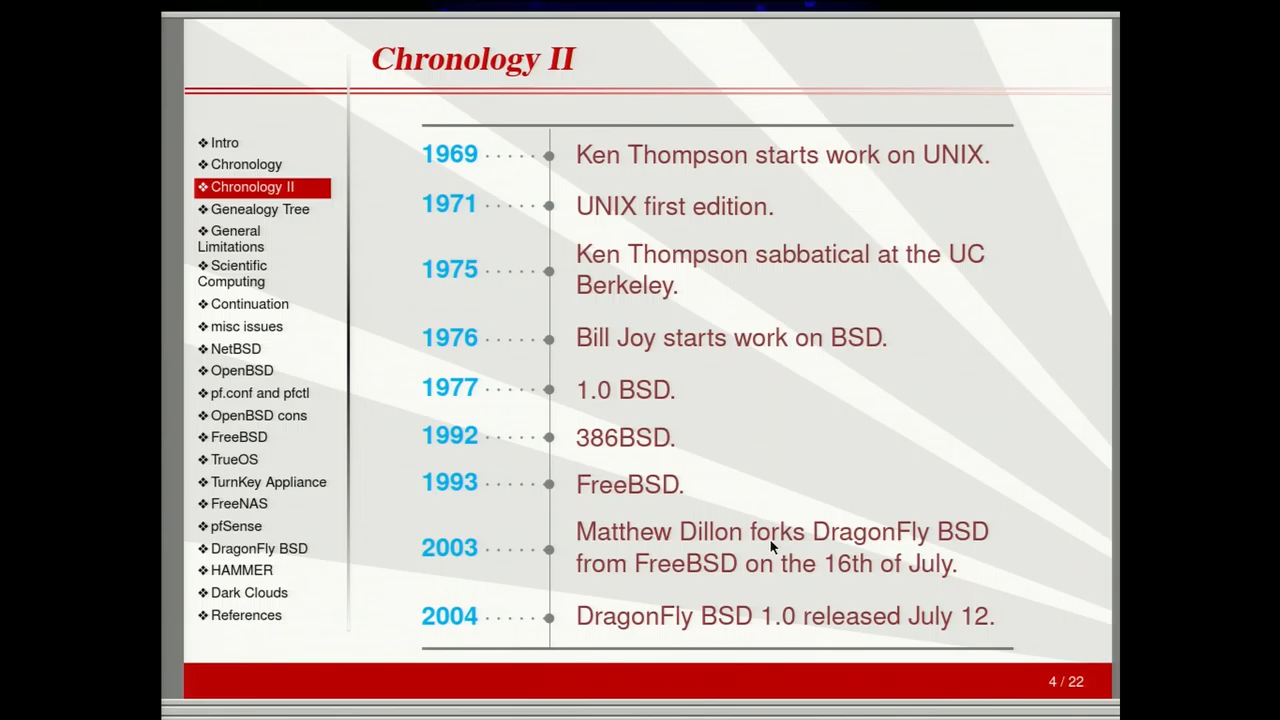 Chronology II
❖ Intro
❖ Chronology
❖ Chronology II
❖ Genealogy Tree
❖ General
Limitations
❖ Scientific
Computing
❖ Continuation
❖ misc issues
❖ NetBSD
❖ OpenBSD
❖ pf.conf and pfctl
❖ OpenBSD cons
❖ FreeBSD
❖ TrueOS
❖ TurnKey Appliance
❖ FreeNAS
❖ pfSense
❖ DragonFly BSD
❖ HAMMER
❖ Dark Clouds
❖ References
1969 · · · · · Ken Thompson starts work on UNIX.
1971 · · · · · UNIX first edition.
1975 · · · · · Ken Thompson sabbatical at the UC
Berkeley.
1976 · · · · · Bill Joy starts work on BSD.
1977 · · · · · 1.0 BSD.
1992 · · · · · 386BSD.
1993 · · · · · FreeBSD.
2003 · · · · · Matthew Dillon forks DragonFly BSD
from FreeBSD on the 16th of July.
2004 · · · · · DragonFly BSD 1.0 released July 12.
4 / 22